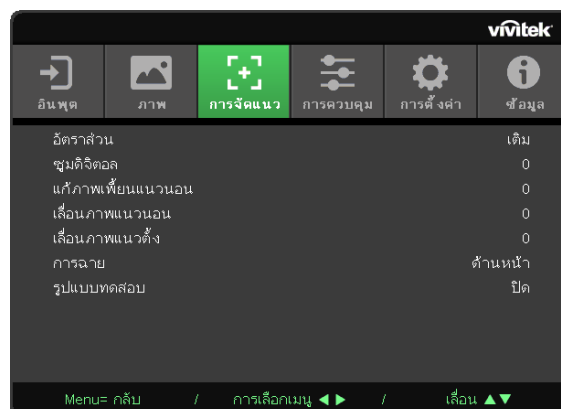 vivitek
อินพุต ภาพ การจัดแนว การควบคุม การตั้งค่า ข้อมูล
อัตราส่วน เติม
ซูมดิจิตอล 0
แก้ภาพเพี้ยนแนวนอน 0
เลื่อนภาพแนวนอน 0
เลื่อนภาพแนวตั้ง 0
การฉาย ด้านหน้า
รูปแบบทดสอบ ปิด
Menu= กลับ / การเลือกเมนู ◀ ▶ / เลื่อน ▲▼